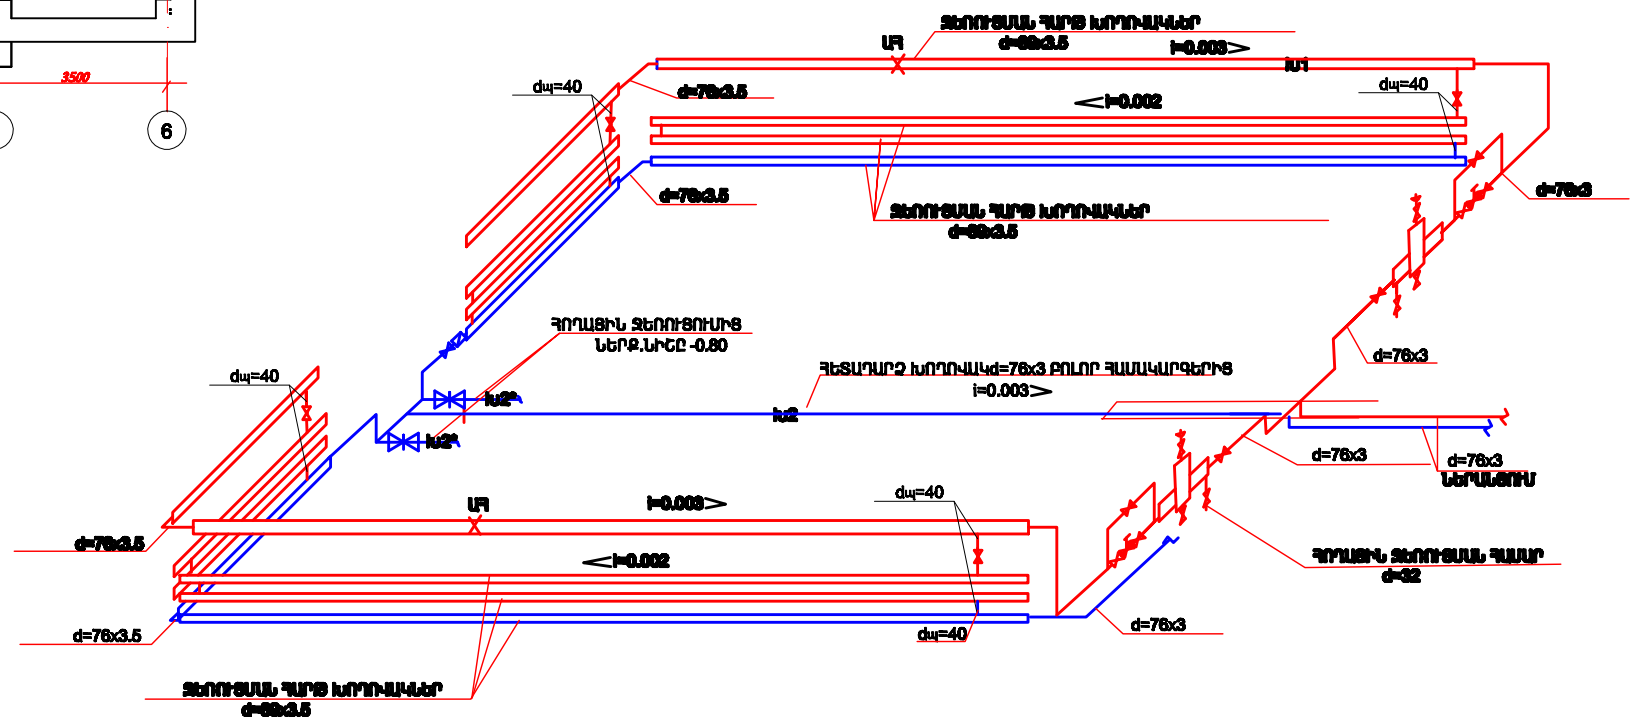 ՋԵՌՈՒՑՄԱՆ ՀԱՐԹ ԽՈՂՈՎԱԿՆԵՐ
d=89x3.5
ԱՀ
i=0.003
ԽՍ1
3500
6
dպ=40
d=76x3.5
i=0.002
dպ=40
d=76x3.5
d=76x3
ՋԵՌՈՒՑՄԱՆ ՀԱՐԹ ԽՈՂՈՎԱԿՆԵՐ
d=89x3.5
ՀՈՂԱՅԻՆ ՋԵՌՈՒՑՈՒՄԻՑ
ՆԵՐՔ.ՆԻՇԸ -0.80
d=76x3
ՀԵՏԱԴԱՐՁ ԽՈՂՈՎԱԿd=76x3 ԲՈԼՈՐ ՀԱՄԱԿԱՐԳԵՐԻՑ
i=0.003
dպ=40
d=76x3
d=76x3
ՆԵՐԱՆՑՈՒՄ
ԱՀ
i=0.003
dպ=40
d=76x3.5
i=0.002
ՀՈՂԱՅԻՆ ՋԵՌՈՒՑՄԱՆ ՀԱՄԱՐ
d=32
d=76x3.5
dպ=40
d=76x3
ՋԵՌՈՒՑՄԱՆ ՀԱՐԹ ԽՈՂՈՎԱԿՆԵՐ
d=89x3.5